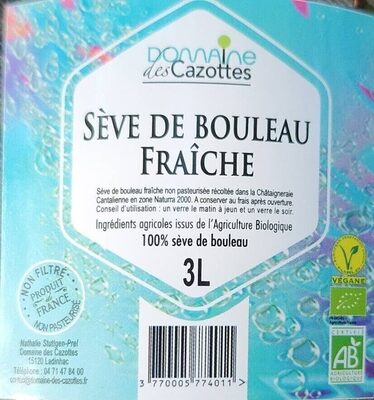 DOMAINE
des Cazottes
SÈVE DE BOULEAU
FRAÎCHE
Sève de bouleau fraîche non pasteurisée récoltée dans la Châtaigneraie
Cantalienne en zone Naturra 2000. A conserver au frais après ouverture.
Conseil d'utilisation : un verre le matin à jeun et un verre le soir.
Ingrédients agricoles issus de l'Agriculture Biologique
100% sève de bouleau
3L
NON FILTRÉ
PRODUIT
DE
FRANCE
NON PASTEURISÉ
Nathalie Stuttgen-Prel
Domaine des Cazottes
15120 Ladinhac
Tel : 04 71 47 84 00
contact@domaine-des-cazottes.fr
3 770005 774011 >
V
VÉGANE
CERTIFIÉ
AB
AGRICULTURE
BIOLOGIQUE